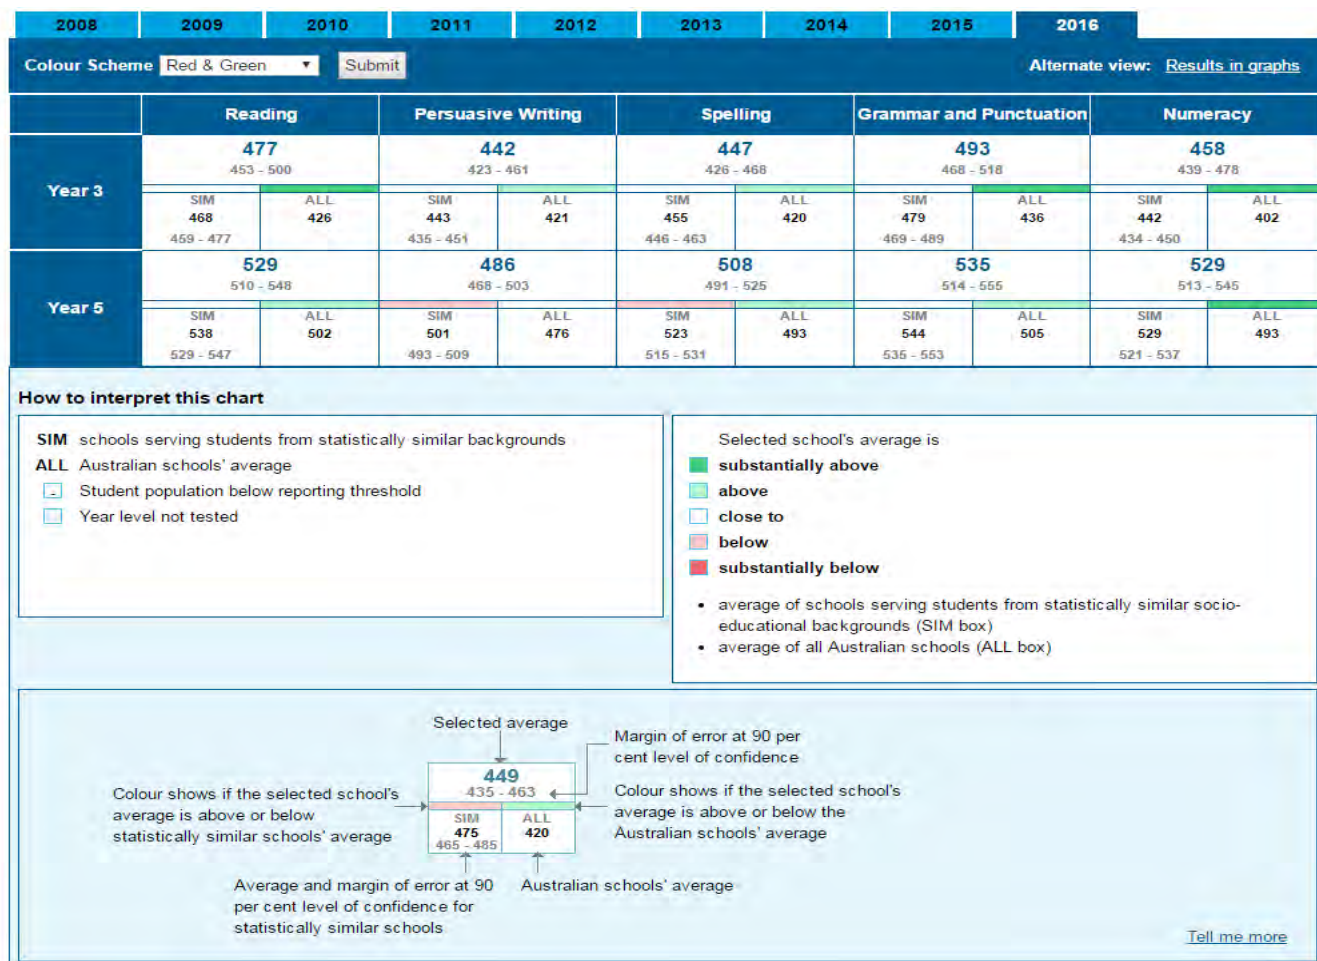 2008 2009 2010 2011 2012 2013 2014 2015 2016
Colour Scheme Red & Green Submit Alternate view: Results in graphs
Reading Persuasive Writing Spelling Grammar and Punctuation Numeracy
Year 3
477 442 447 493 458
453 - 500 423 - 461 426 - 468 468 - 518 439 - 478
SIM ALL SIM ALL SIM ALL SIM ALL SIM ALL
468 426 443 421 455 420 479 436 442 402
459 - 477 435 - 451 446 - 463 469 - 489 434 - 450
Year 5
529 486 508 535 529
510 - 548 468 - 503 491 - 525 514 - 555 513 - 545
SIM ALL SIM ALL SIM ALL SIM ALL SIM ALL
538 502 501 476 523 493 544 505 529 493
529 - 547 493 - 509 515 - 531 535 - 553 521 - 537
How to interpret this chart
SIM schools serving students from statistically similar backgrounds
ALL Australian schools' average
- Student population below reporting threshold
Year level not tested
Selected school's average is
substantially above
above
close to
below
substantially below
• average of schools serving students from statistically similar socio-
educational backgrounds (SIM box)
• average of all Australian schools (ALL box)
Selected average
Margin of error at 90 per
cent level of confidence
449
435 - 463
Colour shows if the selected school's
average is above or below
statistically similar schools' average
Colour shows if the selected school's
average is above or below the
Australian schools' average
SIM ALL
475 420
465 - 485
Average and margin of error at 90
per cent level of confidence for
statistically similar schools
Australian schools' average
Tell me more